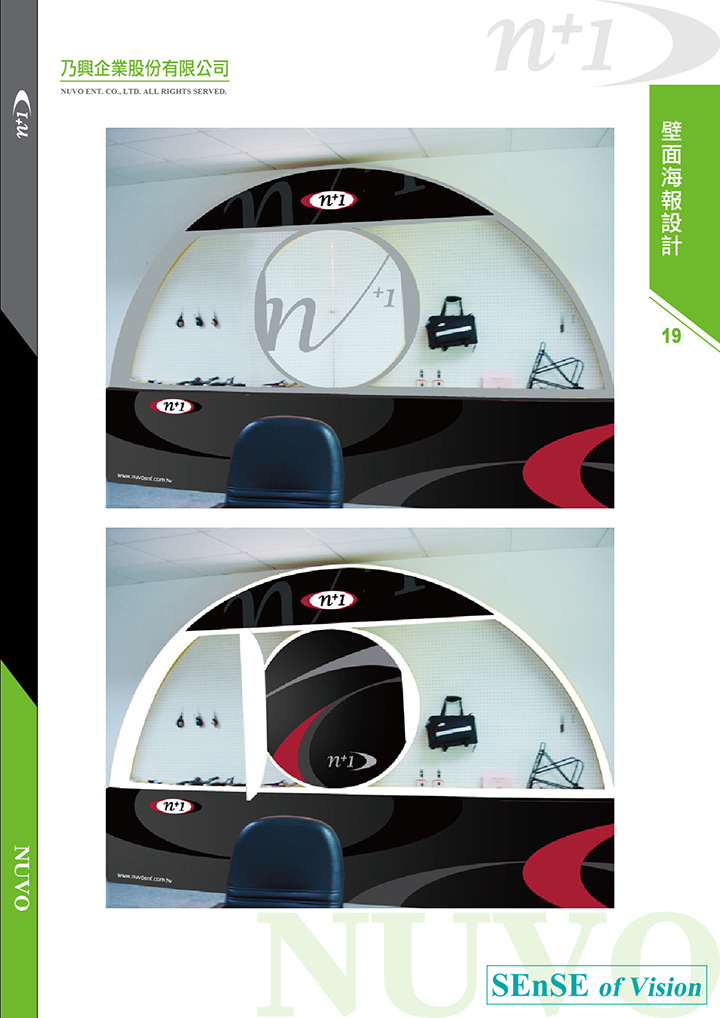 n+1
乃興企業股份有限公司
NUVO ENT. CO., LTD. ALL RIGHTS SERVED.
n+1
壁面海報設計
19
n+1
n+1
n+1
www.nuvoent.com.tw
n+1
n+1
n+1
www.nuvoent.com.tw
NUVO
NUVO
SEnSE of Vision